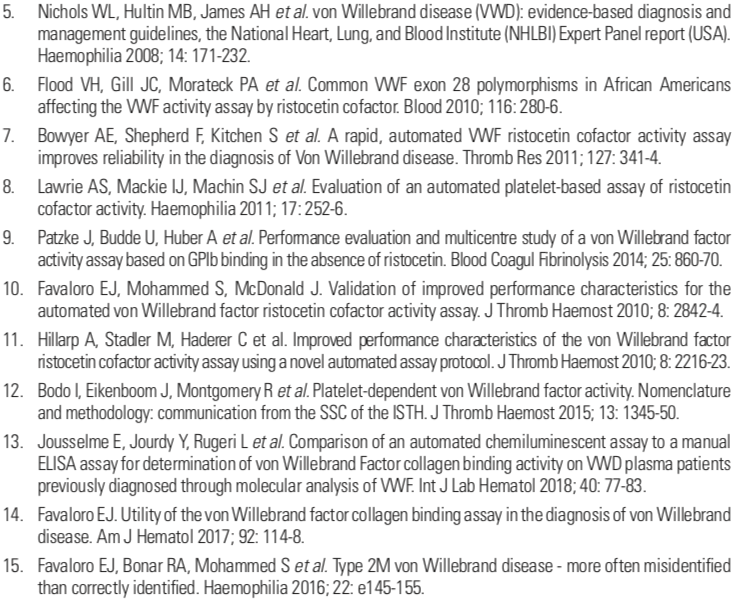 5. Nichols WL, Hultin MB, James AH et al. von Willebrand disease (VWD): evidence-based diagnosis and
management guidelines, the National Heart, Lung, and Blood Institute (NHLBI) Expert Panel report (USA).
Haemophilia 2008; 14: 171-232.
6. Flood VH, Gill JC, Morateck PA et al. Common VWF exon 28 polymorphisms in African Americans
affecting the VWF activity assay by ristocetin cofactor. Blood 2010; 116: 280-6.
7. Bowyer AE, Shepherd F, Kitchen S et al. A rapid, automated VWF ristocetin cofactor activity assay
improves reliability in the diagnosis of Von Willebrand disease. Thromb Res 2011; 127: 341-4.
8. Lawrie AS, Mackie IJ, Machin SJ et al. Evaluation of an automated platelet-based assay of ristocetin
cofactor activity. Haemophilia 2011; 17: 252-6.
9. Patzke J, Budde U, Huber A et al. Performance evaluation and multicentre study of a von Willebrand factor
activity assay based on GPIb binding in the absence of ristocetin. Blood Coagul Fibrinolysis 2014; 25: 860-70.
10. Favaloro EJ, Mohammed S, McDonald J. Validation of improved performance characteristics for the
automated von Willebrand factor ristocetin cofactor activity assay. J Thromb Haemost 2010; 8: 2842-4.
11. Hillarp A, Stadler M, Haderer C et al. Improved performance characteristics of the von Willebrand factor
ristocetin cofactor activity assay using a novel automated assay protocol. J Thromb Haemost 2010; 8: 2216-23.
12. Bodo I, Eikenboom J, Montgomery R et al. Platelet-dependent von Willebrand factor activity. Nomenclature
and methodology: communication from the SSC of the ISTH. J Thromb Haemost 2015; 13: 1345-50.
13. Jousselme E, Jourdy Y, Rugeri L et al. Comparison of an automated chemiluminescent assay to a manual
ELISA assay for determination of von Willebrand Factor collagen binding activity on VWD plasma patients
previously diagnosed through molecular analysis of VWF. Int J Lab Hematol 2018; 40: 77-83.
14. Favaloro EJ. Utility of the von Willebrand factor collagen binding assay in the diagnosis of von Willebrand
disease. Am J Hematol 2017; 92: 114-8.
15. Favaloro EJ, Bonar RA, Mohammed S et al. Type 2M von Willebrand disease - more often misidentified
than correctly identified. Haemophilia 2016; 22: e145-155.